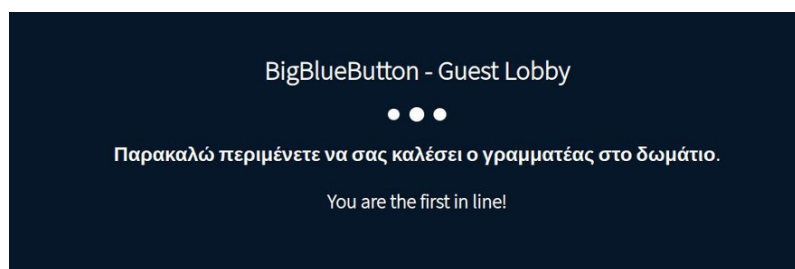 BigBlueButton - Guest Lobby
Παρακαλώ περιμένετε να σας καλέσει ο γραμματέας στο δωμάτιο.
You are the first in line!